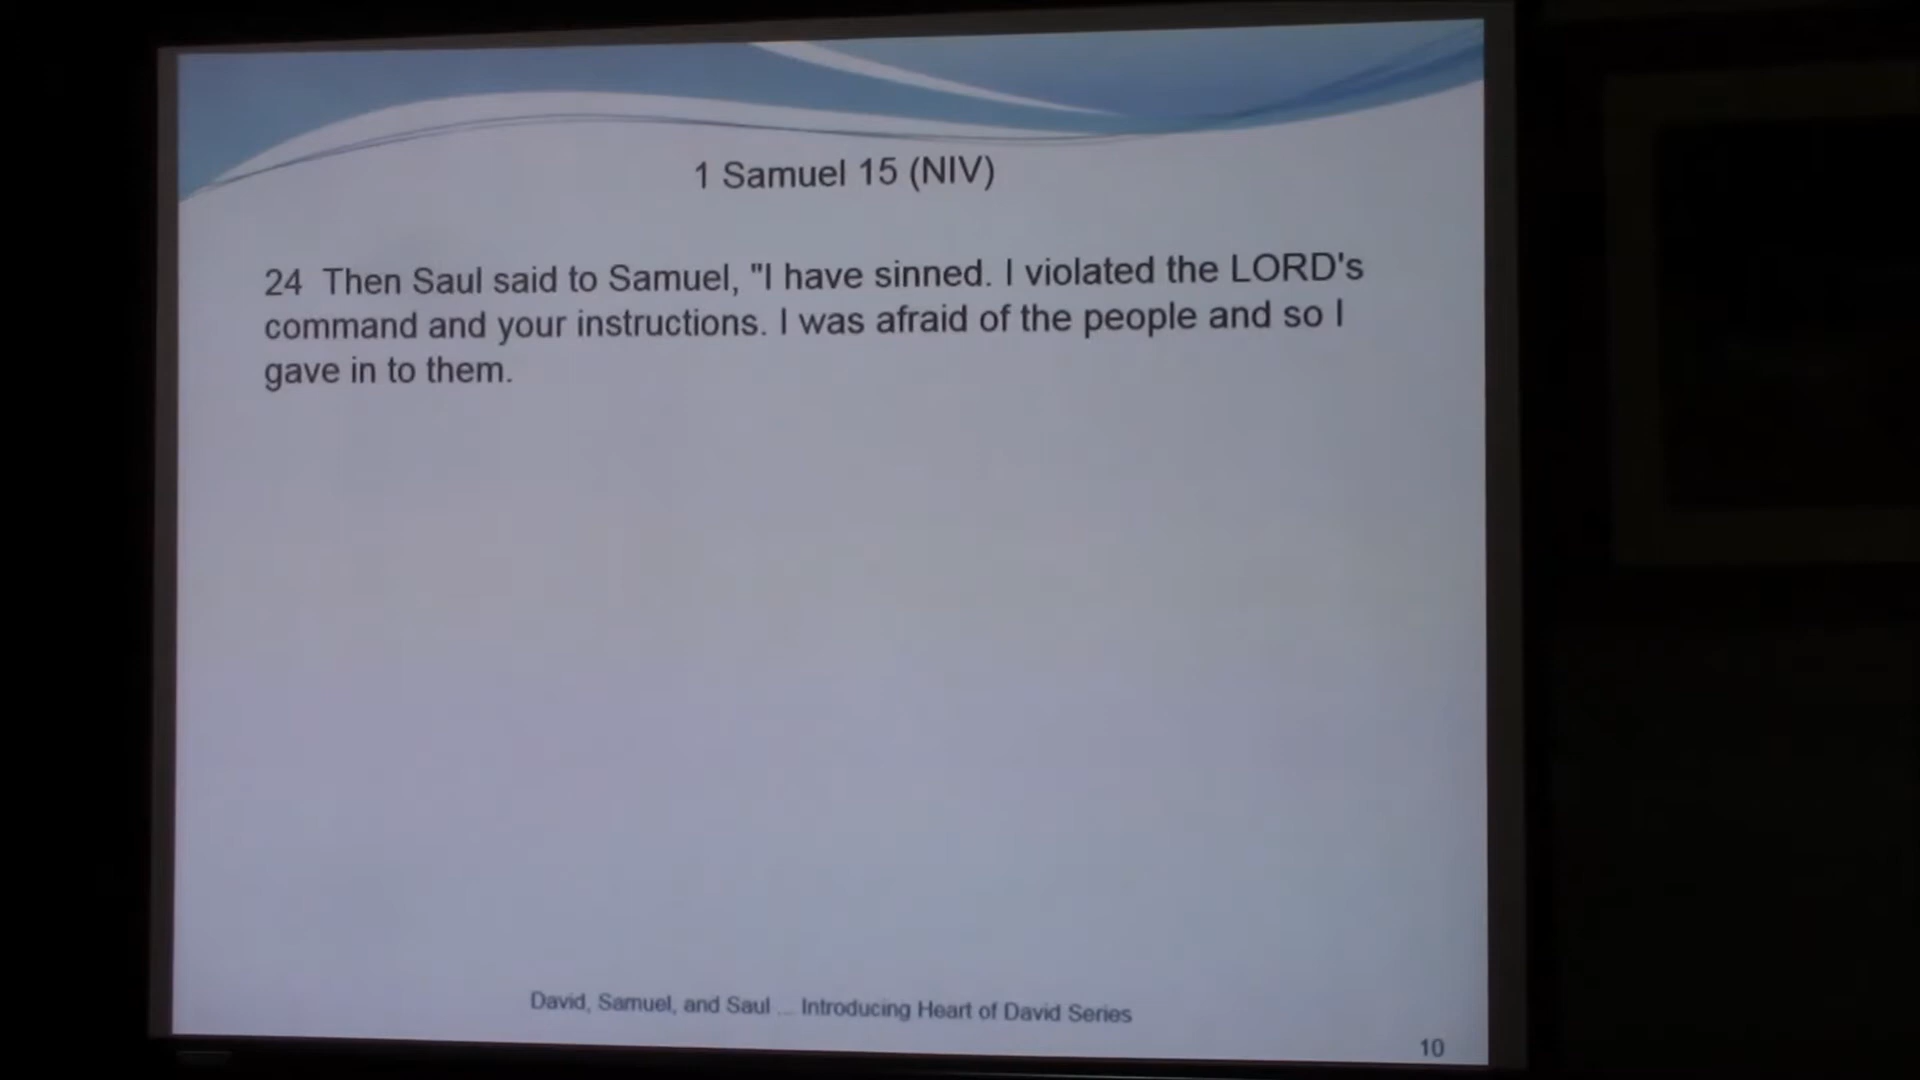 1 Samuel 15 (NIV)
24 Then Saul said to Samuel, "I have sinned. I violated the LORD's
command and your instructions. I was afraid of the people and so I
gave in to them.
David, Samuel, and Saul ... Introducing Heart of David Series
10